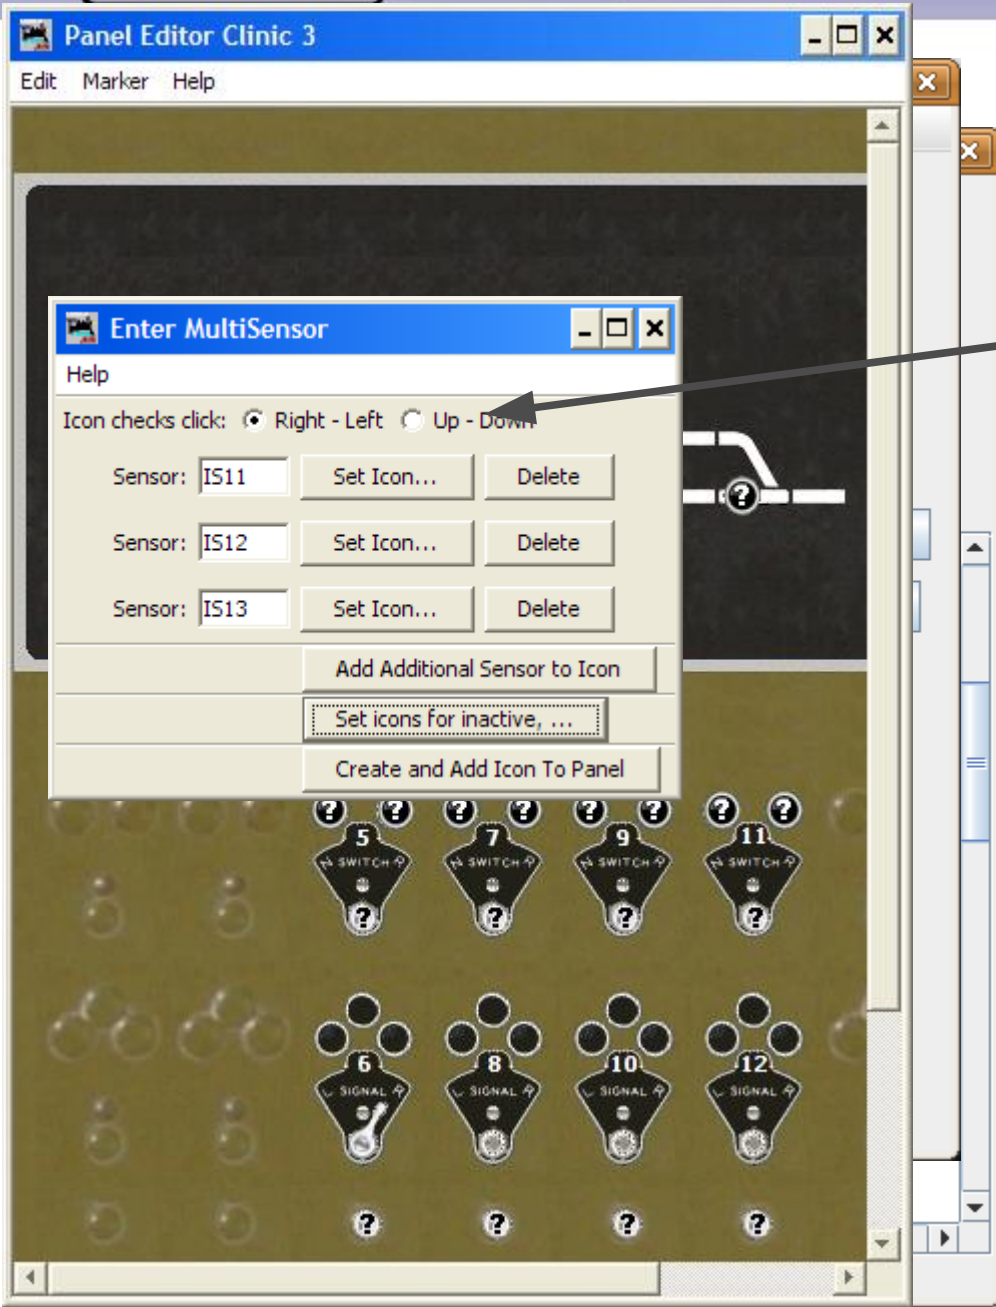 Panel Editor Clinic 3
Edit Marker Help
Enter MultiSensor
Help
Icon checks click: Right - Left Up - Down
Sensor: IS11 Set Icon... Delete
Sensor: IS12 Set Icon... Delete
Sensor: IS13 Set Icon... Delete
Add Additional Sensor to Icon
Set icons for inactive, ...
Create and Add Icon To Panel
?
? ? ? ? ? ? ? ?
5 7 9 11
N SWITCH R N SWITCH R N SWITCH R N SWITCH R
? ? ? ?
6 8 10 12
L SIGNAL R L SIGNAL R L SIGNAL R L SIGNAL R
? ? ? ?